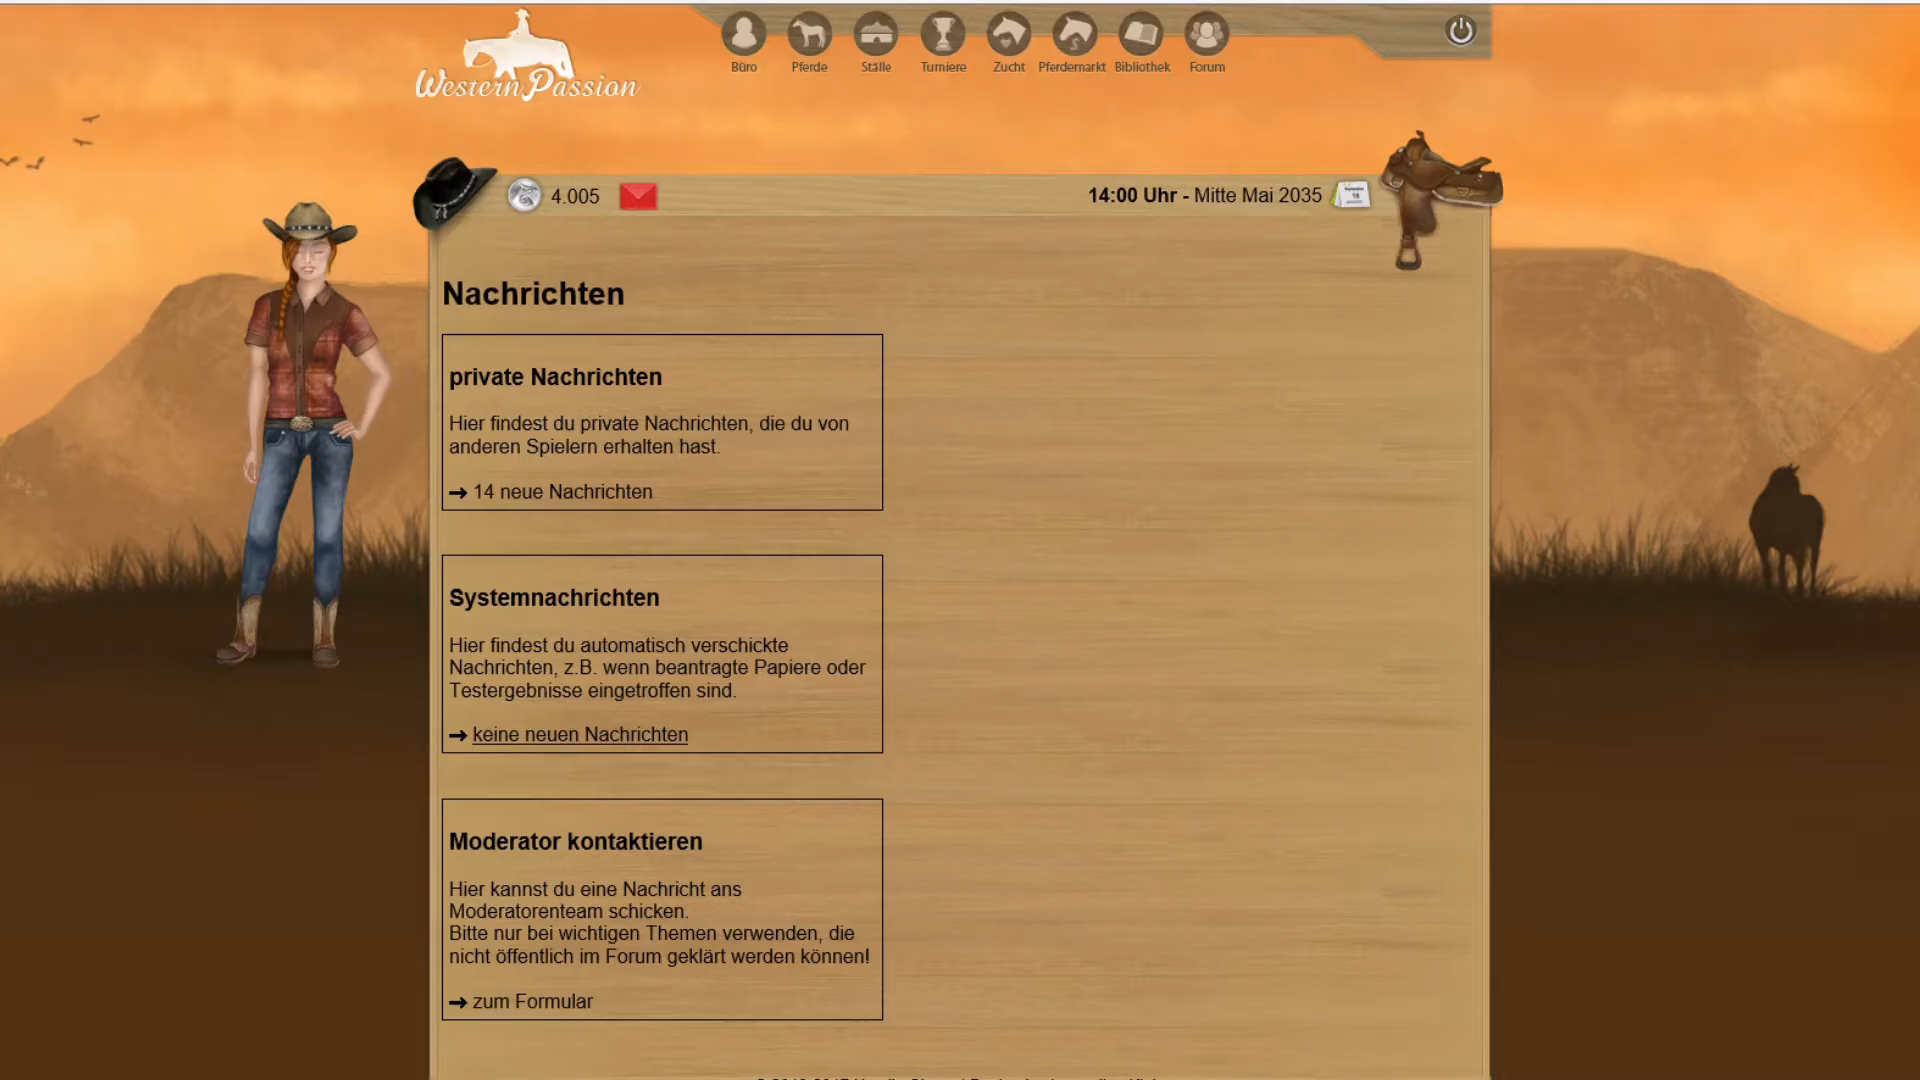 Western Passion
Büro Pferde Ställe Turniere Zucht Pferdemarkt Bibliothek Forum
4.005
14:00 Uhr - Mitte Mai 2035
Nachrichten
private Nachrichten
Hier findest du private Nachrichten, die du von
anderen Spielern erhalten hast.
→ 14 neue Nachrichten
Systemnachrichten
Hier findest du automatisch verschickte
Nachrichten, z.B. wenn beantragte Papiere oder
Testergebnisse eingetroffen sind.
→ keine neuen Nachrichten
Moderator kontaktieren
Hier kannst du eine Nachricht ans
Moderatorenteam schicken.
Bitte nur bei wichtigen Themen verwenden, die
nicht öffentlich im Forum geklärt werden können!
→ zum Formular